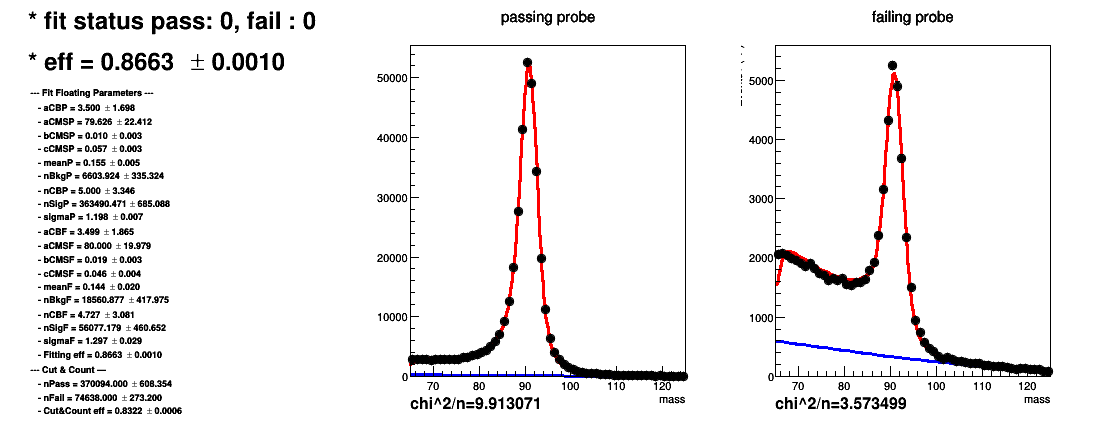 * fit status pass: 0, fail : 0
* eff = 0.8663 ± 0.0010
--- Fit Floating Parameters ---
- aCBP = 3.500 ± 1.698
- aCMSP = 79.626 ± 22.412
- bCMSP = 0.010 ± 0.003
- cCMSP = 0.057 ± 0.003
- meanP = 0.155 ± 0.005
- nBkgP = 6603.924 ± 335.324
- nCBP = 5.000 ± 3.346
- nSigP = 363490.471 ± 685.088
- sigmaP = 1.198 ± 0.007
- aCBF = 3.499 ± 1.865
- aCMSF = 80.000 ± 19.979
- bCMSF = 0.019 ± 0.003
- cCMSF = 0.046 ± 0.004
- meanF = 0.144 ± 0.020
- nBkgF = 18560.877 ± 417.975
- nCBF = 4.727 ± 3.081
- nSigF = 56077.179 ± 460.652
- sigmaF = 1.297 ± 0.029
- Fitting eff = 0.8663 ± 0.0010
--- Cut & Count ---
- nPass = 370094.000 ± 608.354
- nFail = 74638.000 ± 273.200
- Cut&Count eff = 0.8322 ± 0.0006
passing probe
50000
40000
30000
20000
10000
0
70 80 90 100 110 120
mass
chi^2/n=9.913071
failing probe
5000
4000
3000
2000
1000
0
70 80 90 100 110 120
mass
chi^2/n=3.573499